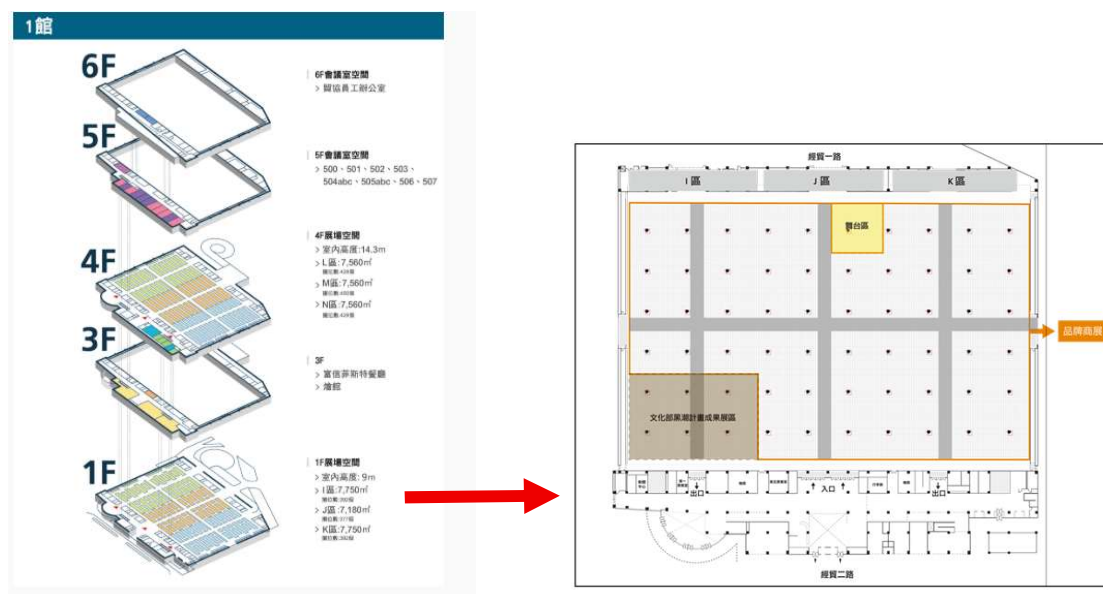 1館
6F
6F會議室空間
> 貿協員工辦公室
5F
5F會議室空間
> 500、501、502、503、
504abc、505abc、506、507
4F
4F展場空間
> 室內高度:14.3m
> L區:7,560㎡
> M區:7,560㎡
> N區:7,560㎡
3F
3F
> 富信菲斯特餐廳
> 燴館
1F
1F展場空間
> 室內高度: 9m
> I區:7,750㎡
> J區:7,180㎡
> K區:7,750㎡
經貿一路
I區
J區
K區
舞台區
品牌商展
文化部黑潮計畫成果展區
出口
入口
出口
經貿二路